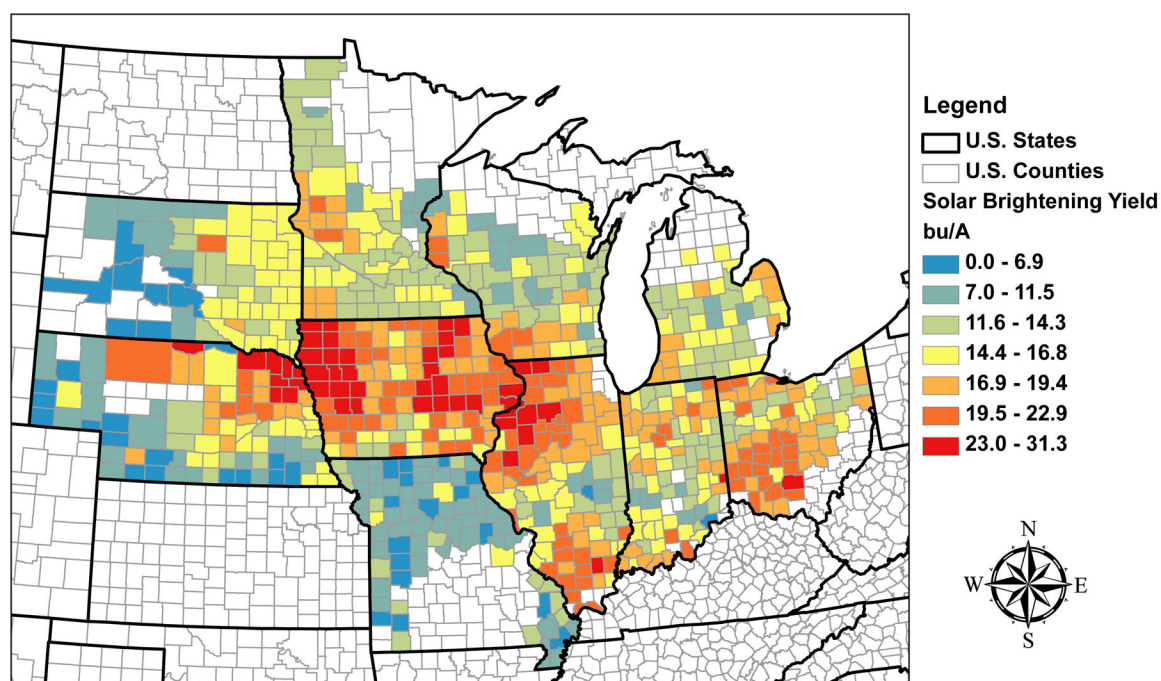 Legend
U.S. States
U.S. Counties
Solar Brightening Yield
bu/A
0.0 - 6.9
7.0 - 11.5
11.6 - 14.3
14.4 - 16.8
16.9 - 19.4
19.5 - 22.9
23.0 - 31.3
N
W E
S